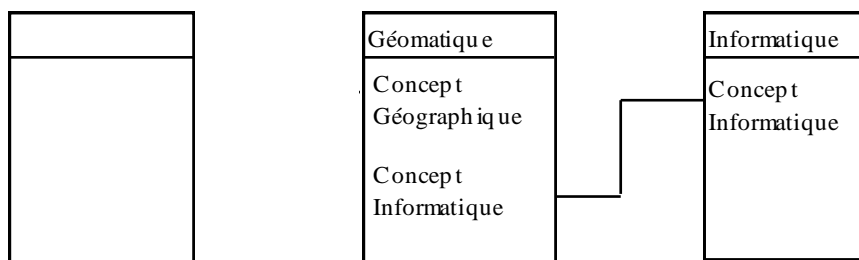 Géomatique
Concept
Géographique
Concept
Informatique
Informatique
Concept
Informatique